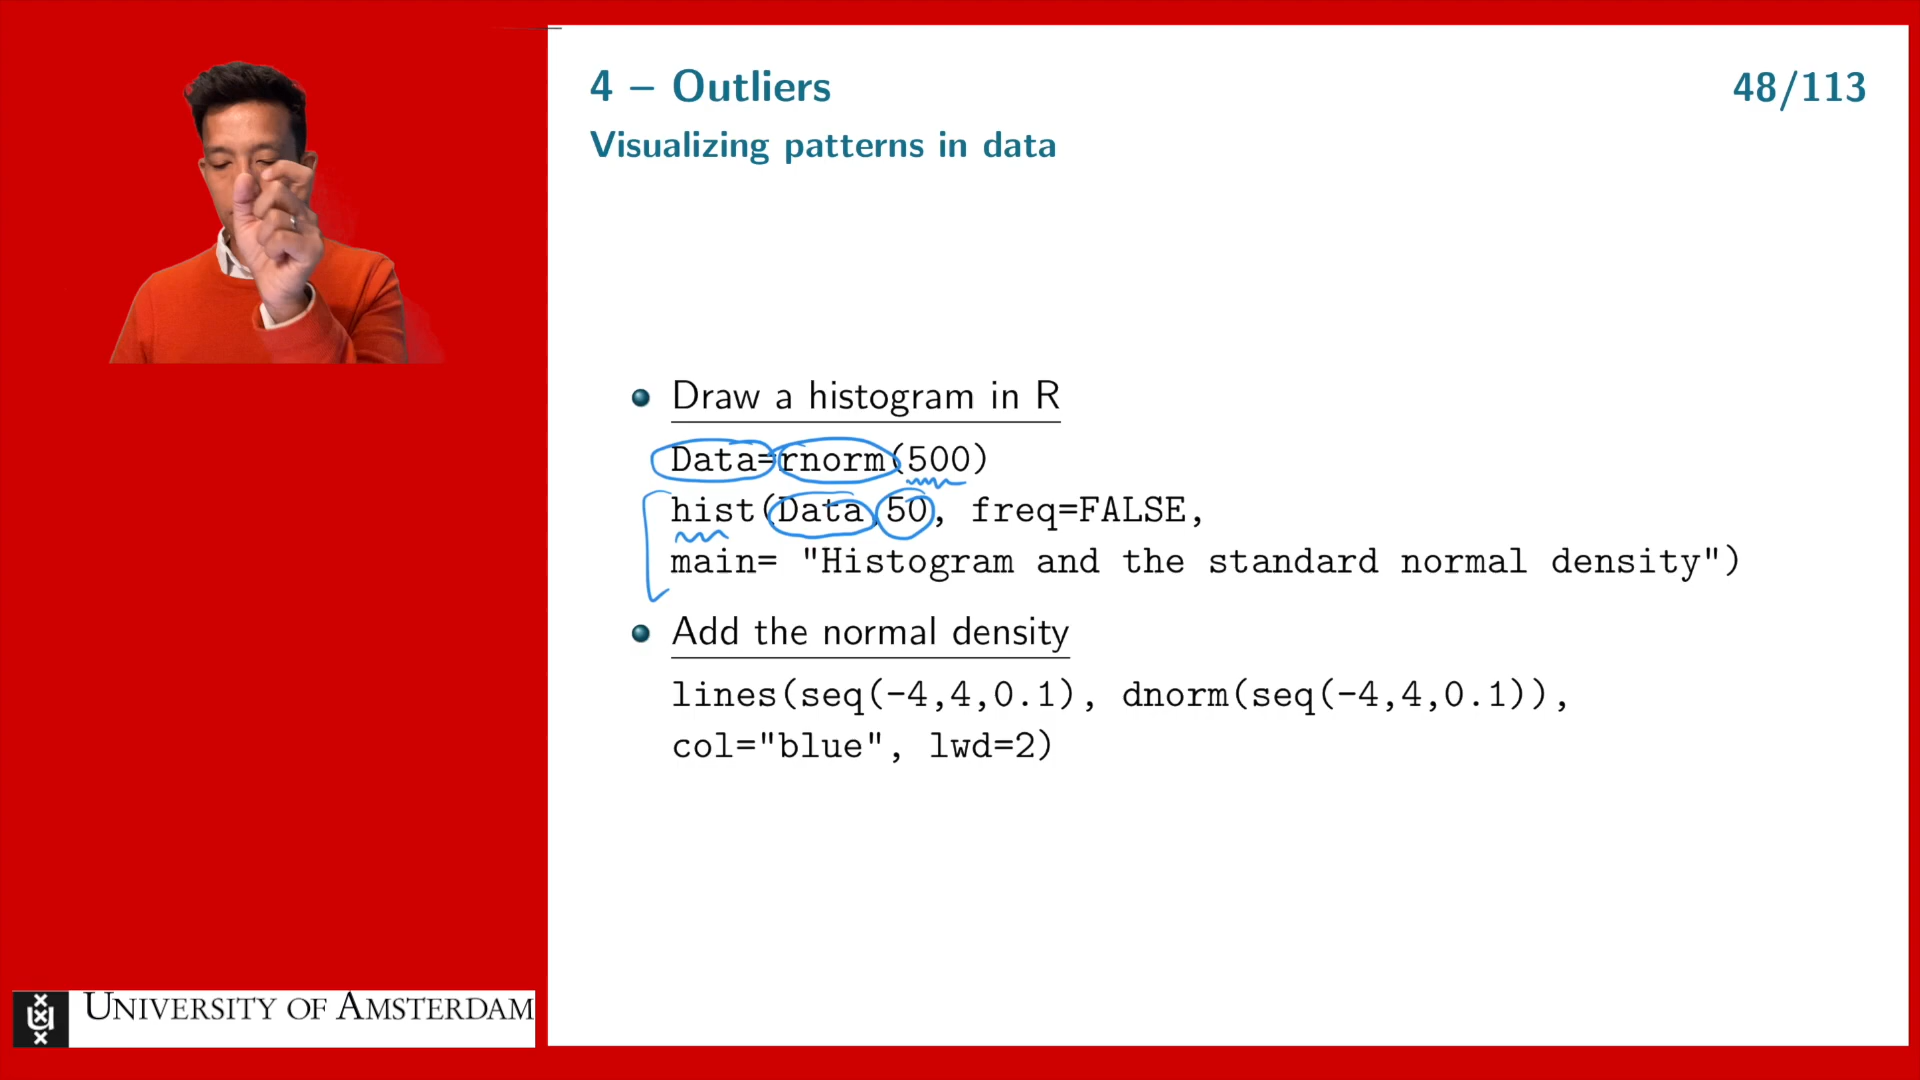 4 – Outliers
48/113
Visualizing patterns in data
Draw a histogram in R
Data=rnorm(500)
hist(Data,50, freq=FALSE,
main= "Histogram and the standard normal density")
Add the normal density
lines(seq(-4,4,0.1), dnorm(seq(-4,4,0.1)),
col="blue", lwd=2)
UNIVERSITY OF AMSTERDAM